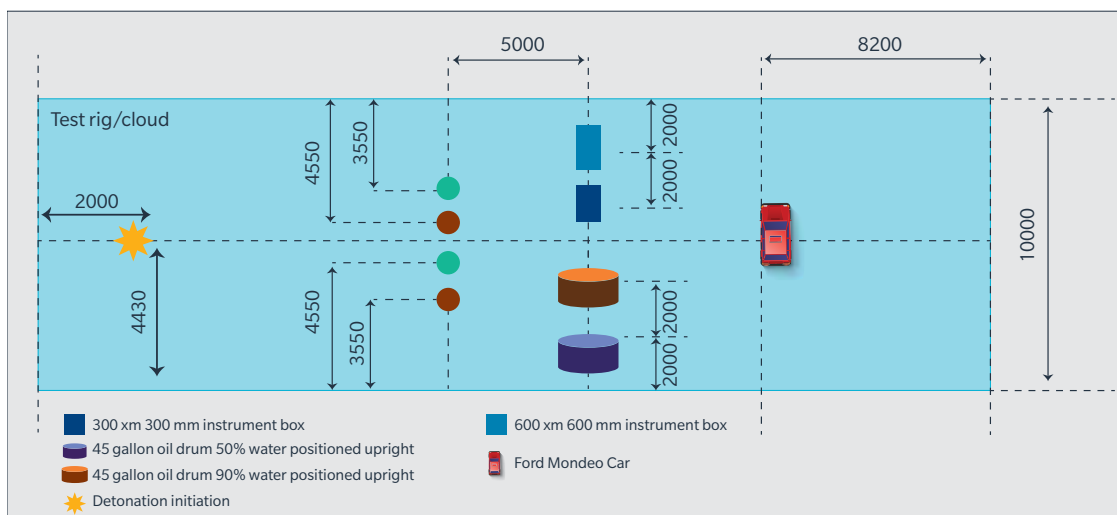 5000
8200
Test rig/cloud
4550
3550
2000
2000
2000
10000
4430
4550
3550
2000
2000
300 xm 300 mm instrument box
600 xm 600 mm instrument box
45 gallon oil drum 50% water positioned upright
Ford Mondeo Car
45 gallon oil drum 90% water positioned upright
Detonation initiation